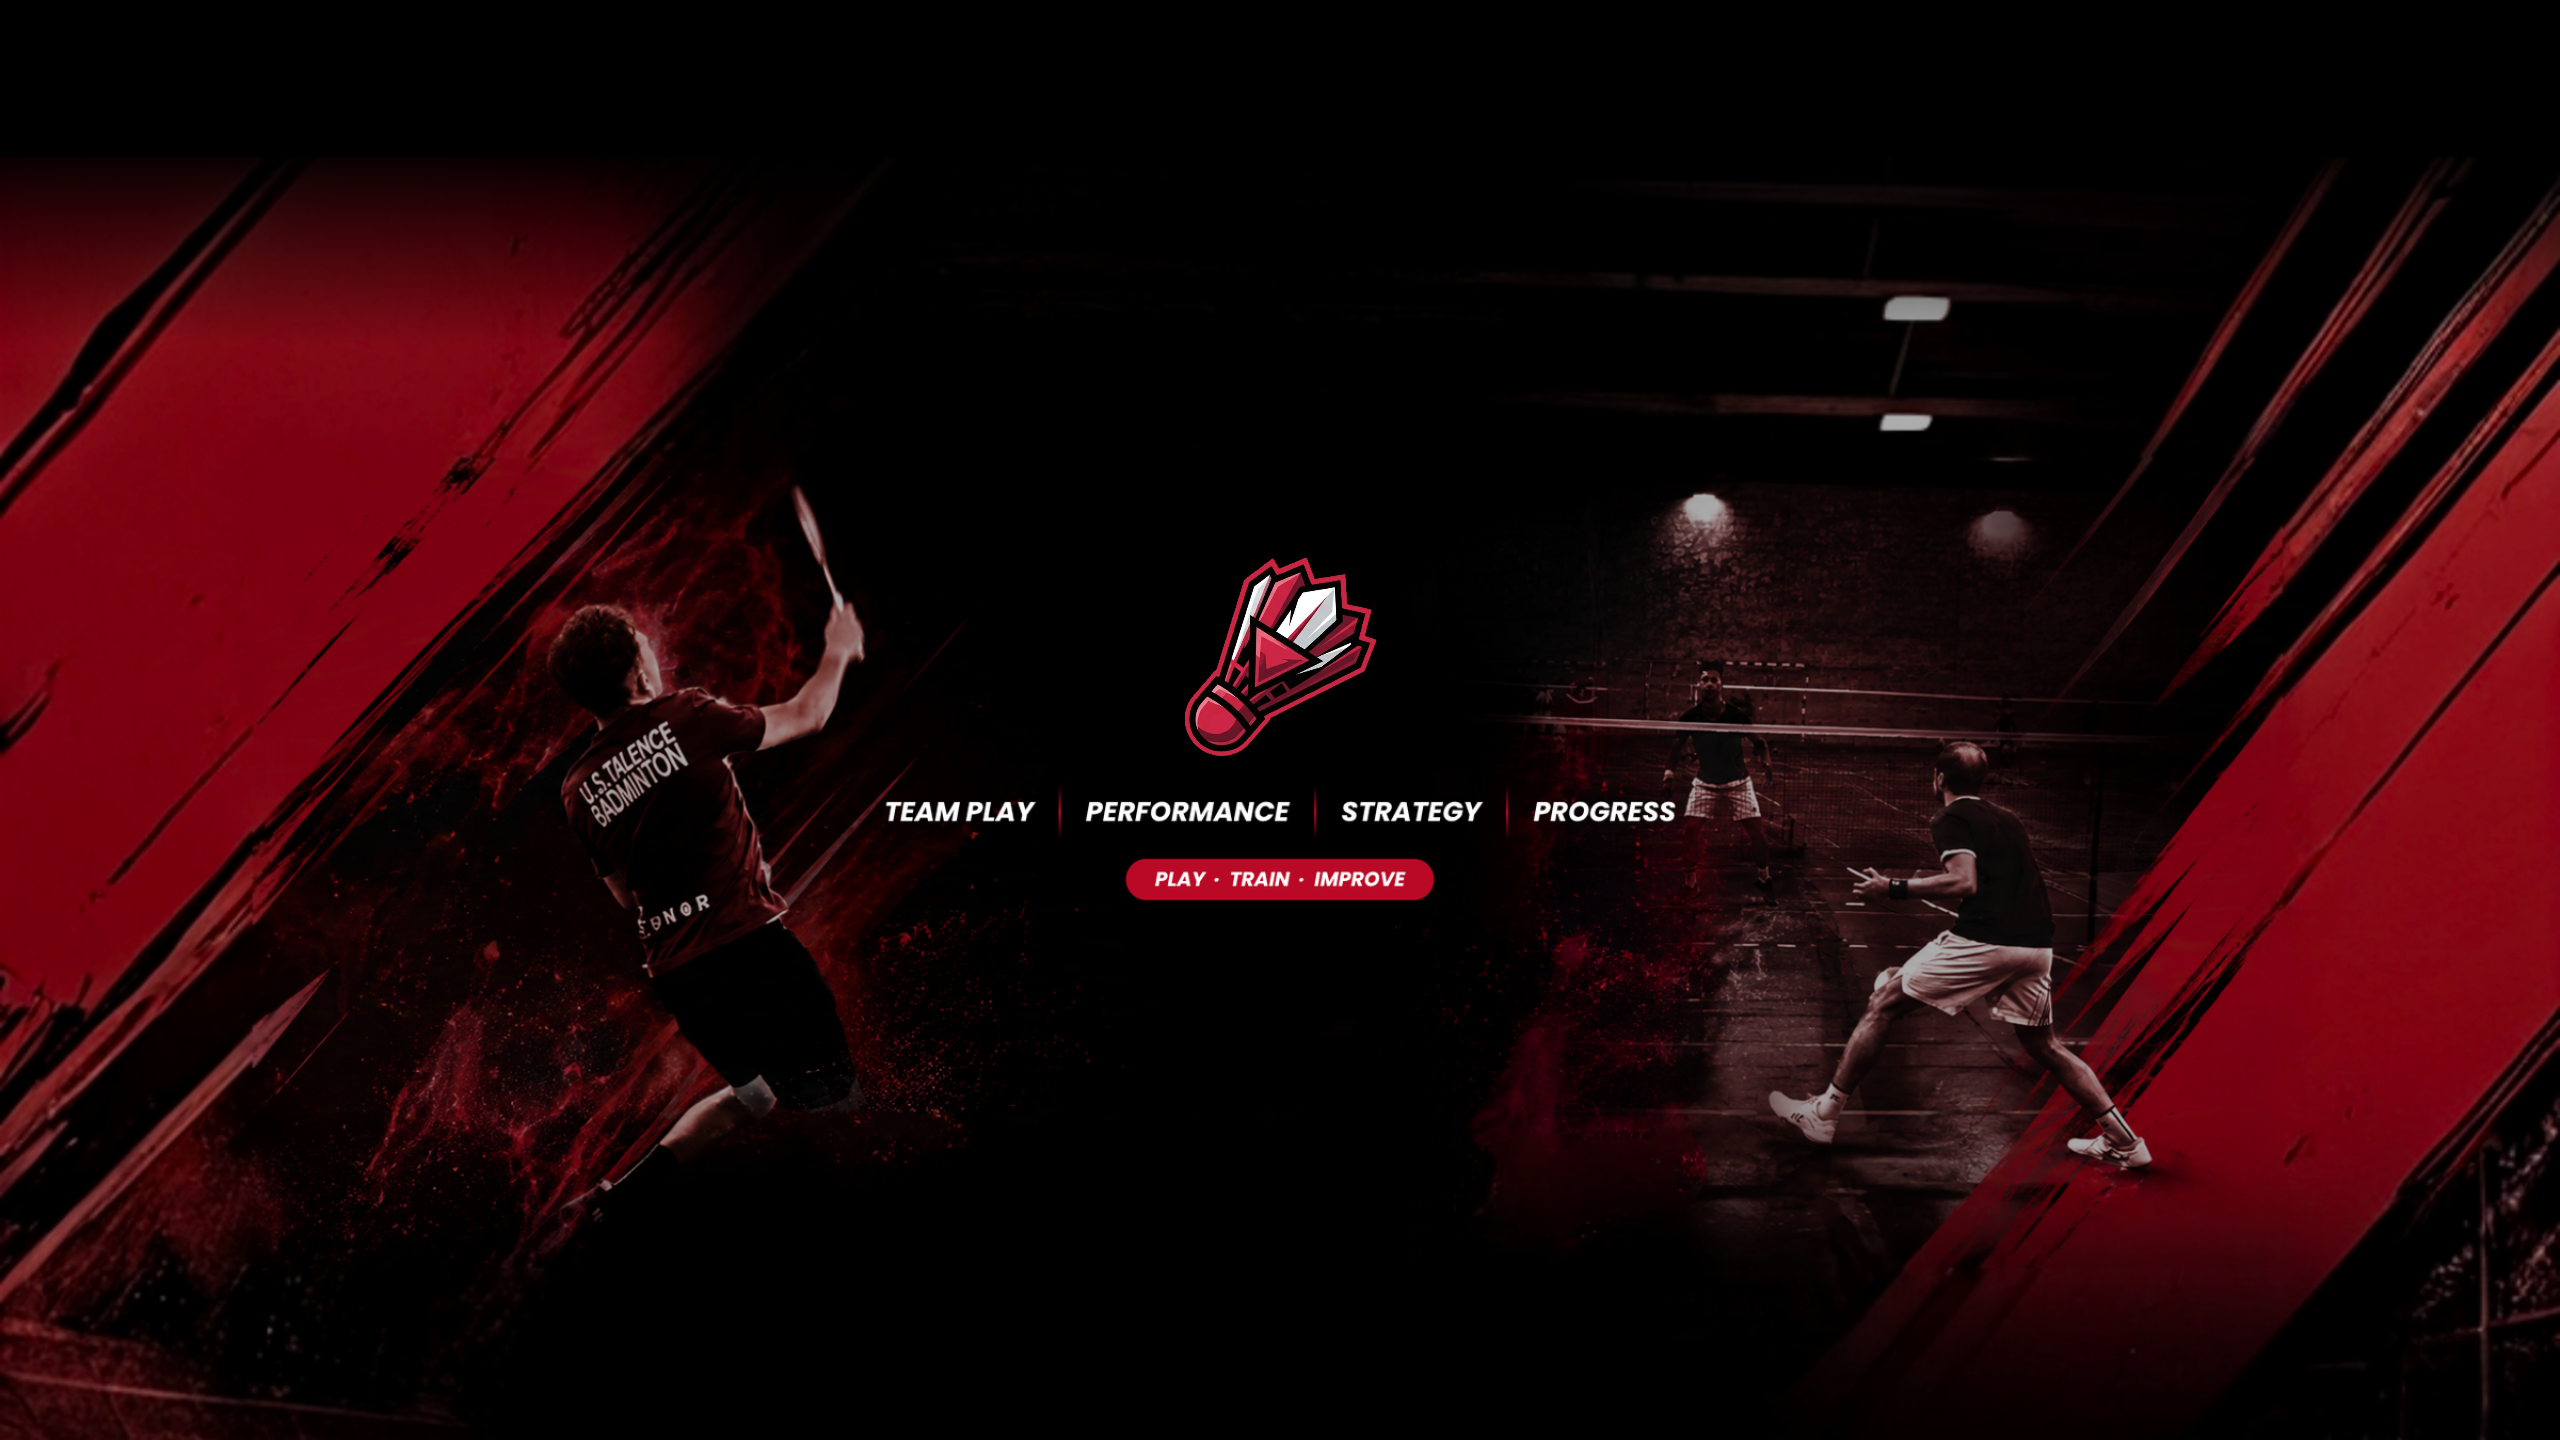 U.S.TALENCE
BADMINTON
TEAM PLAY PERFORMANCE STRATEGY PROGRESS
PLAY · TRAIN · IMPROVE